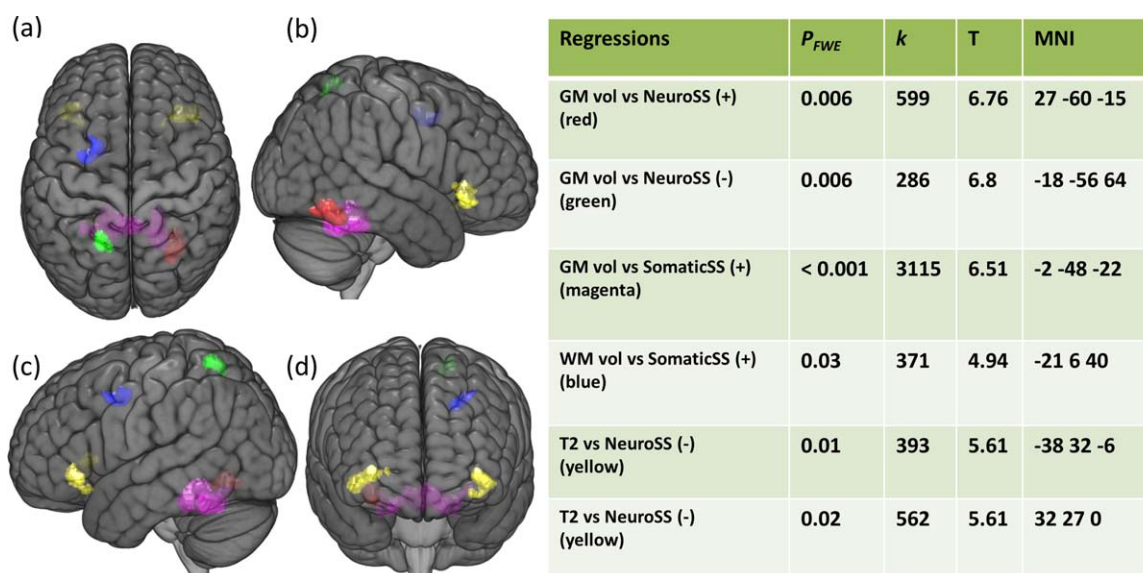 (a)
(b)
(c)
(d)
Regressions P_FWE k T MNI
GM vol vs NeuroSS (+) 0.006 599 6.76 27 -60 -15
(red)
GM vol vs NeuroSS (-) 0.006 286 6.8 -18 -56 64
(green)
GM vol vs SomaticSS (+) < 0.001 3115 6.51 -2 -48 -22
(magenta)
WM vol vs SomaticSS (+) 0.03 371 4.94 -21 6 40
(blue)
T2 vs NeuroSS (-) 0.01 393 5.61 -38 32 -6
(yellow)
T2 vs NeuroSS (-) 0.02 562 5.61 32 27 0
(yellow)